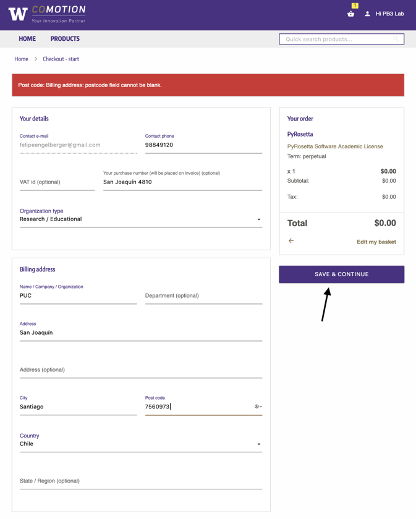 W COMOTION
Your Innovation Partner
1
Hi PB3 Lab
HOME PRODUCTS
Quick search products...
Home > Checkout - start
Post code: Billing address: postcode field cannot be blank.
Your details
Contact e-mail
felipeengelberger@gmail.com
Contact phone
98849120
VAT id (optional)
Your purchase number (will be placed on invoice) (optional)
San Joaquín 4810
Organization type
Research / Educational
Billing address
Name / Company / Organization
PUC
Department (optional)
Address
San Joaquín
Address (optional)
City
Santiago
Post code
7560973
Country
Chile
State / Region (optional)
Your order
PyRosetta
PyRosetta Software Academic License
Term: perpetual
x 1 $0.00
Subtotal: $0.00
Tax: $0.00
Total $0.00
Edit my basket
SAVE & CONTINUE